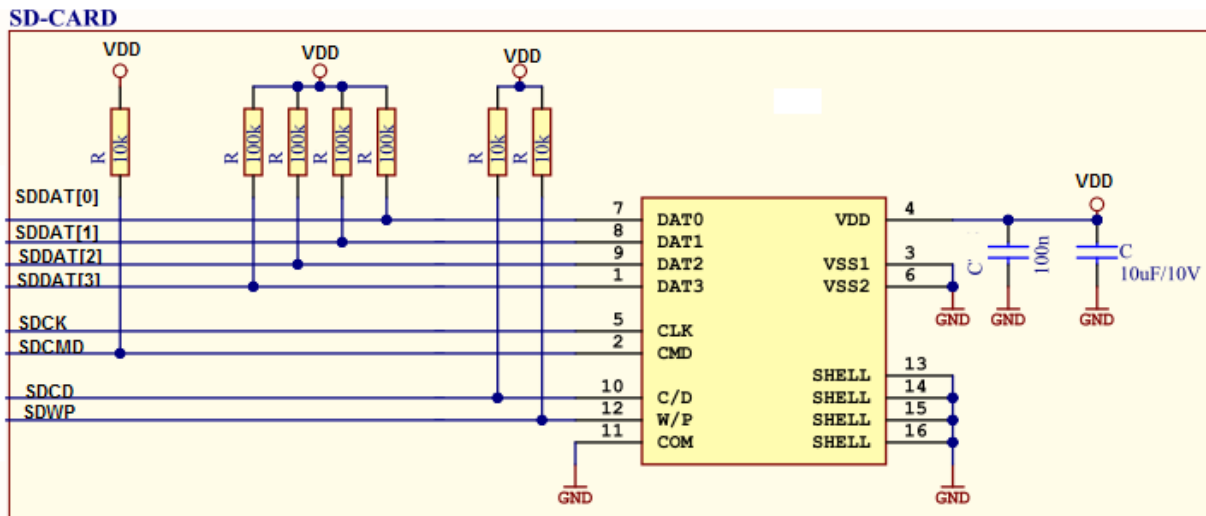 SD-CARD
VDD
VDD
VDD
R
10k
R
100k
R
100k
R
100k
R
100k
R
10k
R
10k
SDDAT[0]
SDDAT[1]
SDDAT[2]
SDDAT[3]
SDCK
SDCMD
SDCD
SDWP
7
8
9
1
5
2
10
12
11
DAT0
DAT1
DAT2
DAT3
CLK
CMD
C/D
W/P
COM
VDD
VSS1
VSS2
SHELL
SHELL
SHELL
SHELL
4
3
6
13
14
15
16
VDD
C
100n
C
10uF/10V
GND
GND
GND
GND
GND